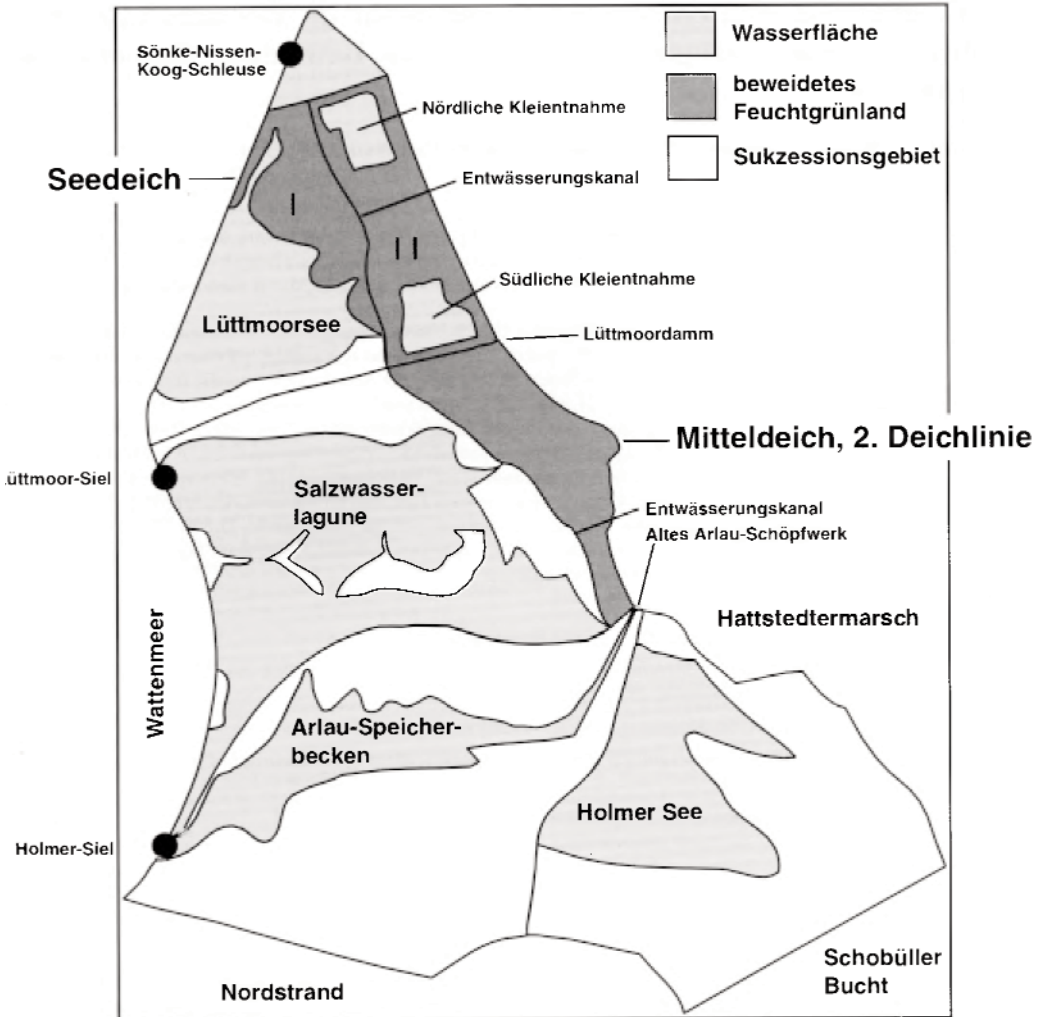 Sönke-Nissen-
Koog-Schleuse
Wasserfläche
beweidetes
Feuchtgrünland
Sukzessionsgebiet
Nördliche Kleientnahme
Seedeich
Entwässerungskanal
I
II
Südliche Kleientnahme
Lüttmoorsee
Lüttmoordamm
Mitteldeich, 2. Deichlinie
üttmoor-Siel
Salzwasser-
lagune
Entwässerungskanal
Altes Arlau-Schöpfwerk
Hattstedtermarsch
Wattenmeer
Arlau-Speicher-
becken
Holmer See
Holmer-Siel
Schobüller
Bucht
Nordstrand